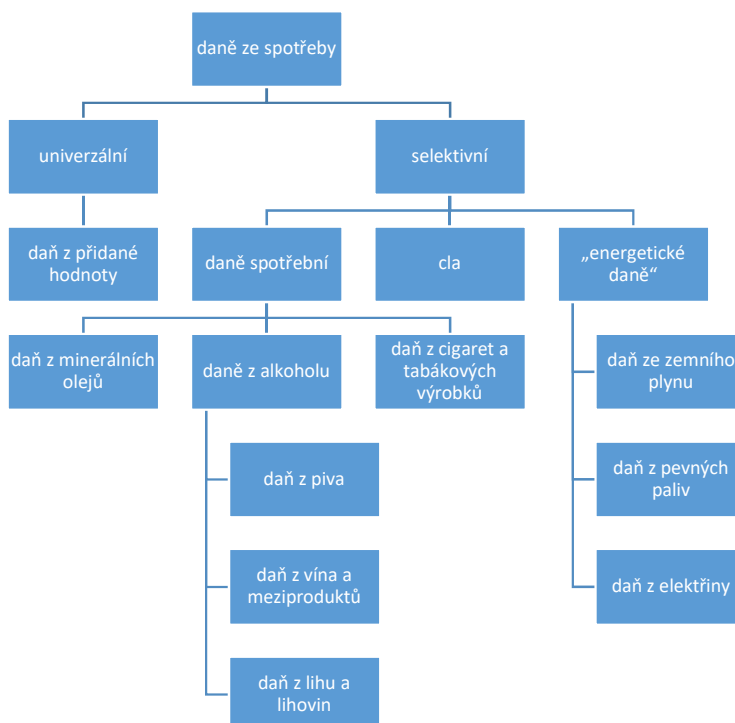 daně ze spotřeby
univerzální
selektivní
daň z přidané
hodnoty
daně spotřební
cla
„energetické
daně“
daň z minerálních
olejů
daně z alkoholu
daň z cigaret a
tabákových
výrobků
daň ze zemního
plynu
daň z piva
daň z pevných
paliv
daň z vína a
meziproduktů
daň z elektřiny
daň z lihu a
lihovin